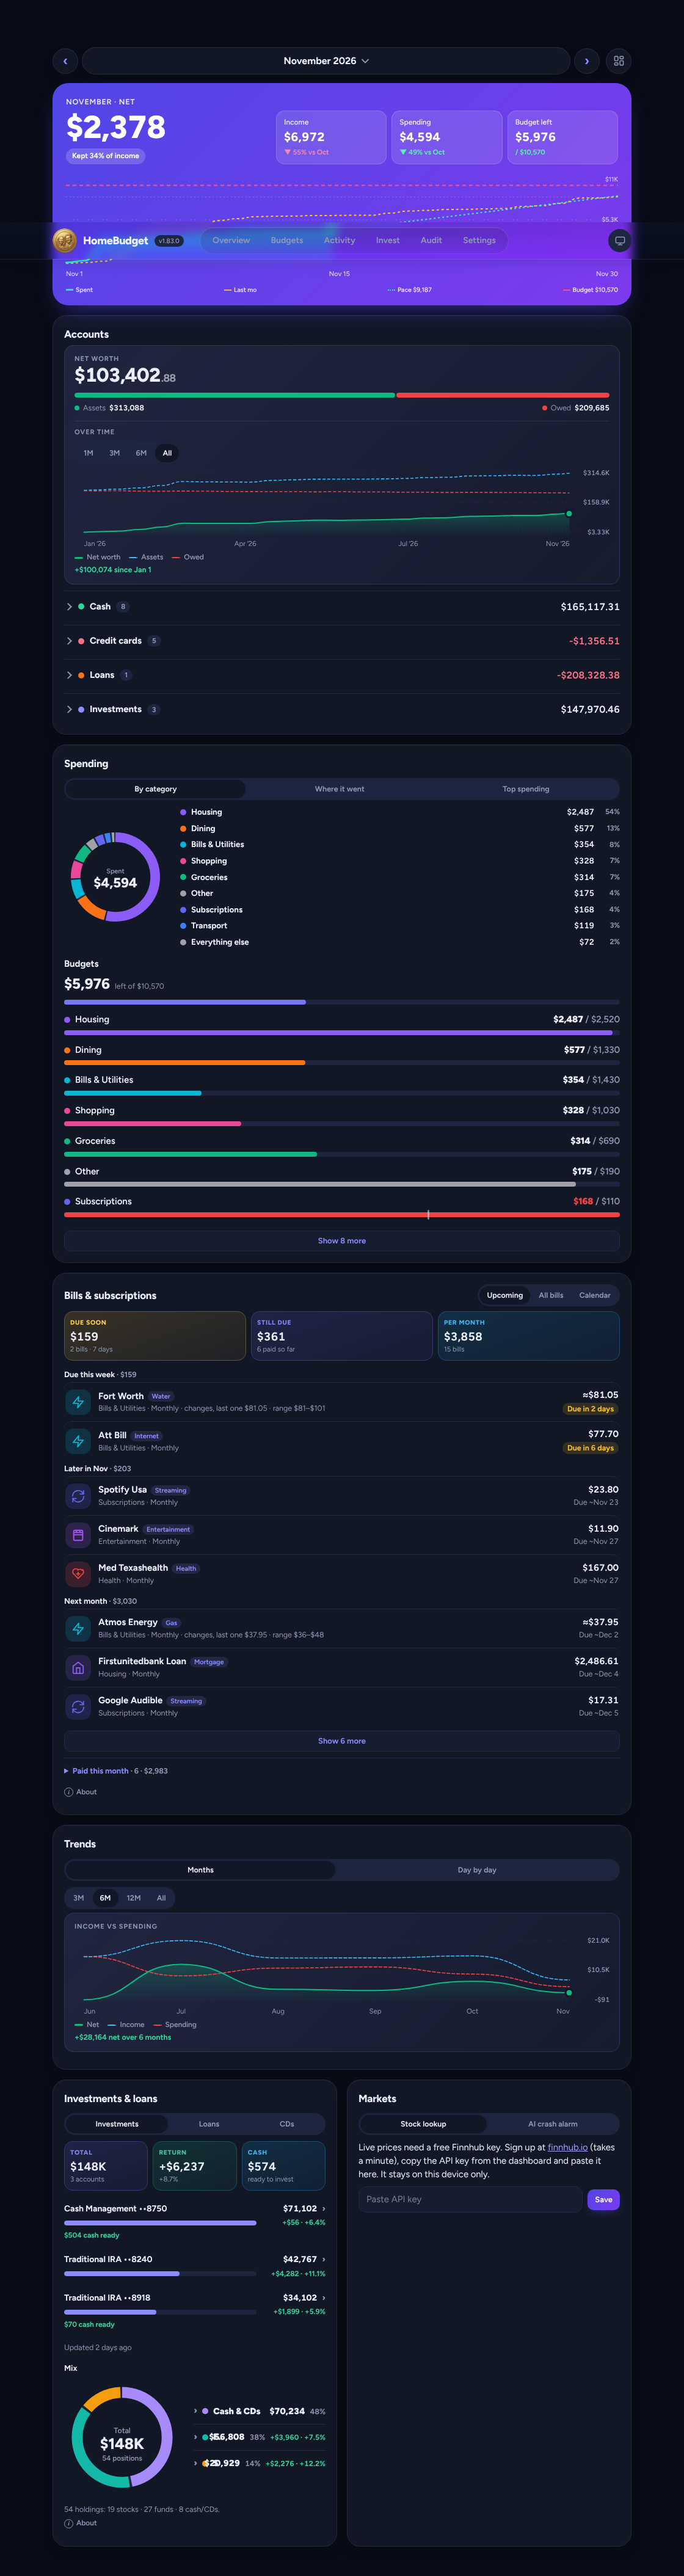 November 2026
NOVEMBER · NET
$2,378
Kept 34% of income
Income
$6,972
▼ 55% vs Oct
Spending
$4,594
▼ 49% vs Oct
Budget left
$5,976
/ $10,570
$11K
$5.3K
HomeBudget v1.83.0
Overview Budgets Activity Invest Audit Settings
Nov 1 Nov 15 Nov 30
Spent Last mo Pace $9,187 Budget $10,570
Accounts
NET WORTH
$103,402.88
Assets $313,088 Owed $209,685
OVER TIME
1M 3M 6M All
$314.6K
$158.9K
$3.33K
Jan '26 Apr '26 Jul '26 Nov '26
Net worth Assets Owed
+$100,074 since Jan 1
Cash 8 $165,117.31
Credit cards 5 -$1,356.51
Loans 1 -$208,328.38
Investments 3 $147,970.46
Spending
By category Where it went Top spending
Spent
$4,594
Housing $2,487 54%
Dining $577 13%
Bills & Utilities $354 8%
Shopping $328 7%
Groceries $314 7%
Other $175 4%
Subscriptions $168 4%
Transport $119 3%
Everything else $72 2%
Budgets
$5,976 left of $10,570
Housing $2,487 / $2,520
Dining $577 / $1,330
Bills & Utilities $354 / $1,430
Shopping $328 / $1,030
Groceries $314 / $690
Other $175 / $190
Subscriptions $168 / $110
Show 8 more
Bills & subscriptions
Upcoming All bills Calendar
DUE SOON
$159
2 bills · 7 days
STILL DUE
$361
6 paid so far
PER MONTH
$3,858
15 bills
Due this week · $159
Fort Worth Water ≈$81.05
Bills & Utilities · Monthly · changes, last one $81.05 · range $81–$101 Due in 2 days
Att Bill Internet $77.70
Bills & Utilities · Monthly Due in 6 days
Later in Nov · $203
Spotify Usa Streaming $23.80
Subscriptions · Monthly Due ~Nov 23
Cinemark Entertainment $11.90
Entertainment · Monthly Due ~Nov 27
Med Texashealth Health $167.00
Health · Monthly Due ~Nov 27
Next month · $3,030
Atmos Energy Gas ≈$37.95
Bills & Utilities · Monthly · changes, last one $37.95 · range $36–$48 Due ~Dec 2
Firstunitedbank Loan Mortgage $2,486.61
Housing · Monthly Due ~Dec 4
Google Audible Streaming $17.31
Subscriptions · Monthly Due ~Dec 5
Show 6 more
Paid this month · 6 · $2,983
About
Trends
Months Day by day
3M 6M 12M All
INCOME VS SPENDING
$21.0K
$10.5K
-$91
Jun Jul Aug Sep Oct Nov
Net Income Spending
+$28,164 net over 6 months
Investments & loans
Investments Loans CDs
TOTAL
$148K
3 accounts
RETURN
+$6,237
+8.7%
CASH
$574
ready to invest
Cash Management ••8750 $71,102 ›
+$56 · +6.4%
$504 cash ready
Traditional IRA ••8240 $42,767 ›
+$4,282 · +11.1%
Traditional IRA ••8918 $34,102 ›
+$1,899 · +5.9%
$70 cash ready
Updated 2 days ago
Mix
Total
$148K
54 positions
Cash & CDs $70,234 48%
6,808 38% +$3,960 · +7.5%
0,929 14% +$2,276 · +12.2%
54 holdings: 19 stocks · 27 funds · 8 cash/CDs.
About
Markets
Stock lookup AI crash alarm
Live prices need a free Finnhub key. Sign up at finnhub.io (takes
a minute), copy the API key from the dashboard and paste it
here. It stays on this device only.
Paste API key Save